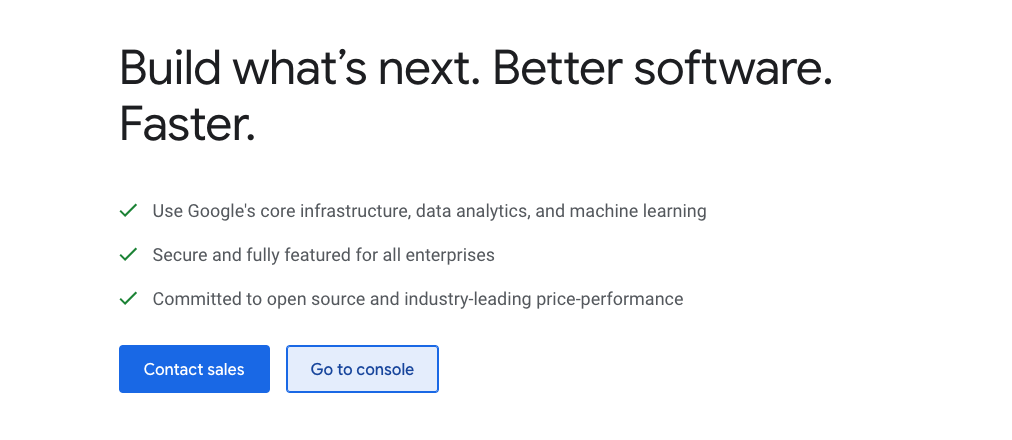 Build what’s next. Better software.
Faster.
Use Google's core infrastructure, data analytics, and machine learning
Secure and fully featured for all enterprises
Committed to open source and industry-leading price-performance
Contact sales
Go to console